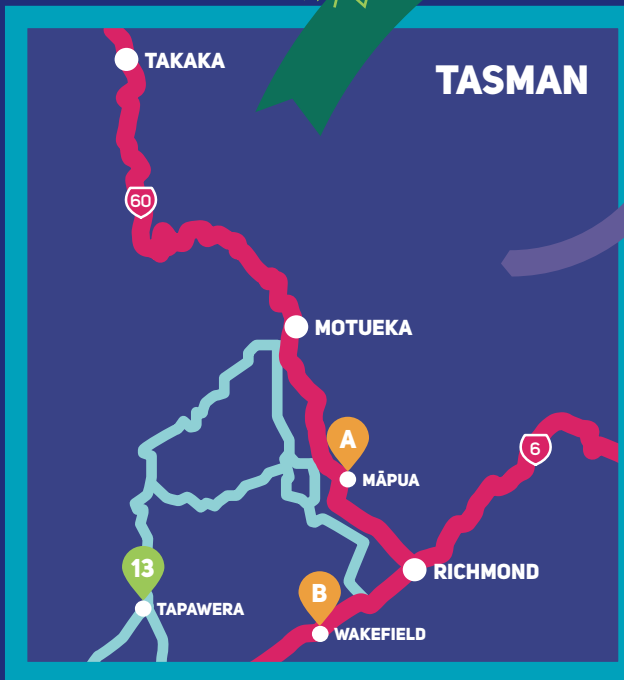 TAKAKA
TASMAN
60
MOTUEKA
A
6
MĀPUA
13
RICHMOND
B
TAPAWERA
WAKEFIELD